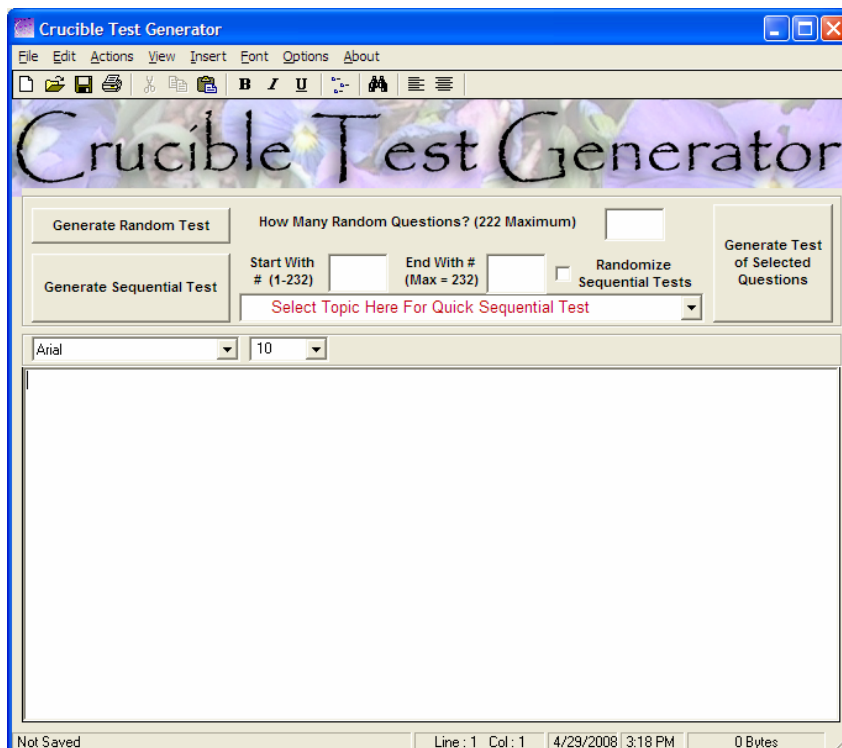 Crucible Test Generator
File Edit Actions View Insert Font Options About
B I U
Crucible Test Generator
Generate Random Test
How Many Random Questions? (222 Maximum)
Generate Sequential Test
Start With
# (1-232)
End With #
(Max = 232)
Randomize
Sequential Tests
Generate Test
of Selected
Questions
Select Topic Here For Quick Sequential Test
Arial
10
Not Saved
Line : 1 Col : 1
4/29/2008
3:18 PM
0 Bytes